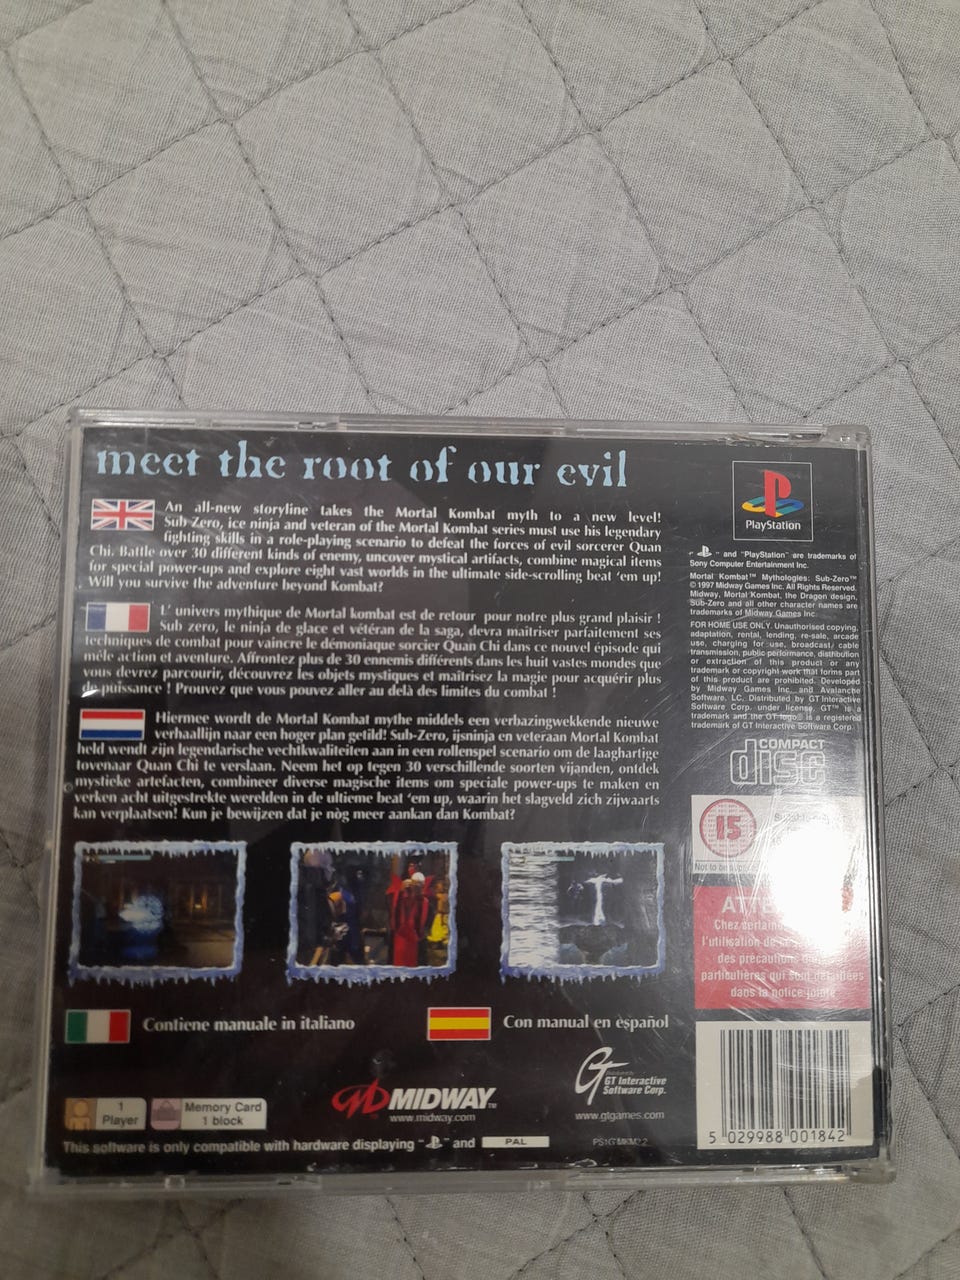 meet the root of our evil
An all-new storyline takes the Mortal Kombat myth to a new level!
Sub Zero, ice ninja and veteran of the Mortal Kombat series must use his legendary
fighting skills in a role-playing scenario to defeat the forces of evil sorcerer Quan
Chi. Battle over 30 different kinds of enemy, uncover mystical artifacts, combine magical items
for special power-ups and explore eight vast worlds in the ultimate side-scrolling beat 'em up!
Will you survive the adventure beyond Kombat?
L' univers mythique de Mortal kombat est de retour pour notre plus grand plaisir !
Sub zero, le ninja de glace et vétéran de la saga, devra maîtriser parfaitement ses
techniques de combat pour vaincre le démoniaque sorcier Quan Chi dans ce nouvel épisode qui
mêle action et aventure. Affrontez plus de 30 ennemis différents dans les huit vastes mondes que
vous devrez parcourir, découvrez les objets mystiques et maîtrisez la magie pour acquérir plus
de puissance ! Prouvez que vous pouvez aller au delà des limites du combat !
Hiermee wordt de Mortal Kombat mythe middels een verbazingwekkende nieuwe
verhaallijn naar een hoger plan getild! Sub-Zero, ijsninja en veteraan Mortal Kombat
held wendt zijn legendarische vechtkwaliteiten aan in een rollenspel scenario om de laaghartige
tovenaar Quan Chi te verslaan. Neem het op tegen 30 verschillende soorten vijanden, ontdek
mystieke artefacten, combineer diverse magische items om speciale power-ups te maken en
verken acht uitgestrekte werelden in de ultieme beat 'em up, waarin het slagveld zich zijwaarts
kan verplaatsen! Kun je bewijzen dat je nòg meer aankan dan Kombat?
Contiene manuale in italiano
Con manual en español
1
Player
Memory Card
1 block
MIDWAY™
www.midway.com
GT
Distributed by
GT Interactive
Software Corp.
www.gtgames.com
This software is only compatible with hardware displaying " " and PAL
PlayStation
" " and "PlayStation" are trademarks of
Sony Computer Entertainment Inc.
Mortal Kombat™ Mythologies: Sub-Zero™
© 1997 Midway Games Inc. All Rights Reserved.
Midway, Mortal Kombat, the Dragon design,
Sub-Zero and all other character names are
trademarks of Midway Games Inc.
FOR HOME USE ONLY. Unauthorised copying,
adaptation, rental, lending, re-sale, arcade
use, charging for use, broadcast, cable
transmission, public performance, distribution
or extraction of this product or any
trademark or copyright work that forms part
of this product are prohibited. Developed
by Midway Games Inc. and Avalanche
Software, LC. Distributed by GT Interactive
Software Corp. under license. GT™ is a
trademark and the GT logo® is a registered
trademark of GT Interactive Software Corp.
COMPACT
disc
15
Suitable
Not to be
Chez
l'utilisation de
des précautions
particulières qui sont détaillées
dans la notice jointe
5 029988 001842